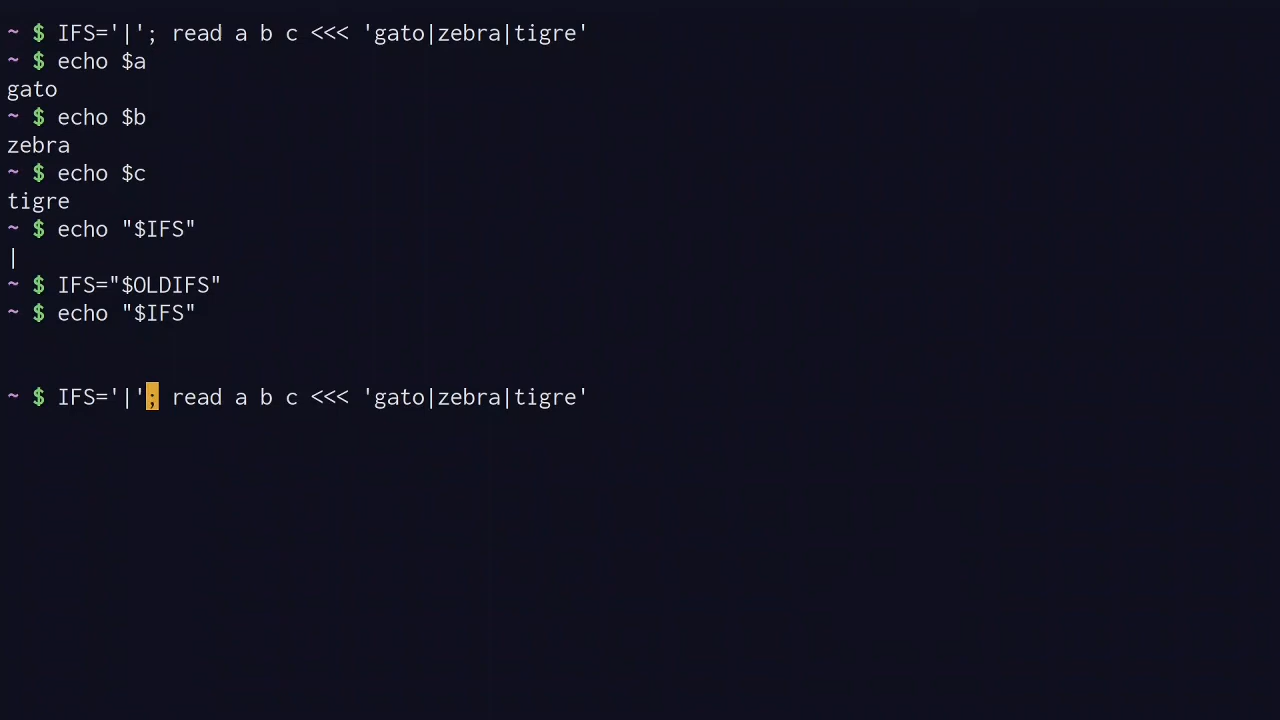 ~ $ IFS='|'; read a b c <<< 'gato|zebra|tigre'
~ $ echo $a
gato
~ $ echo $b
zebra
~ $ echo $c
tigre
~ $ echo "$IFS"
|
~ $ IFS="$OLDIFS"
~ $ echo "$IFS"
~ $ IFS='|'; read a b c <<< 'gato|zebra|tigre'